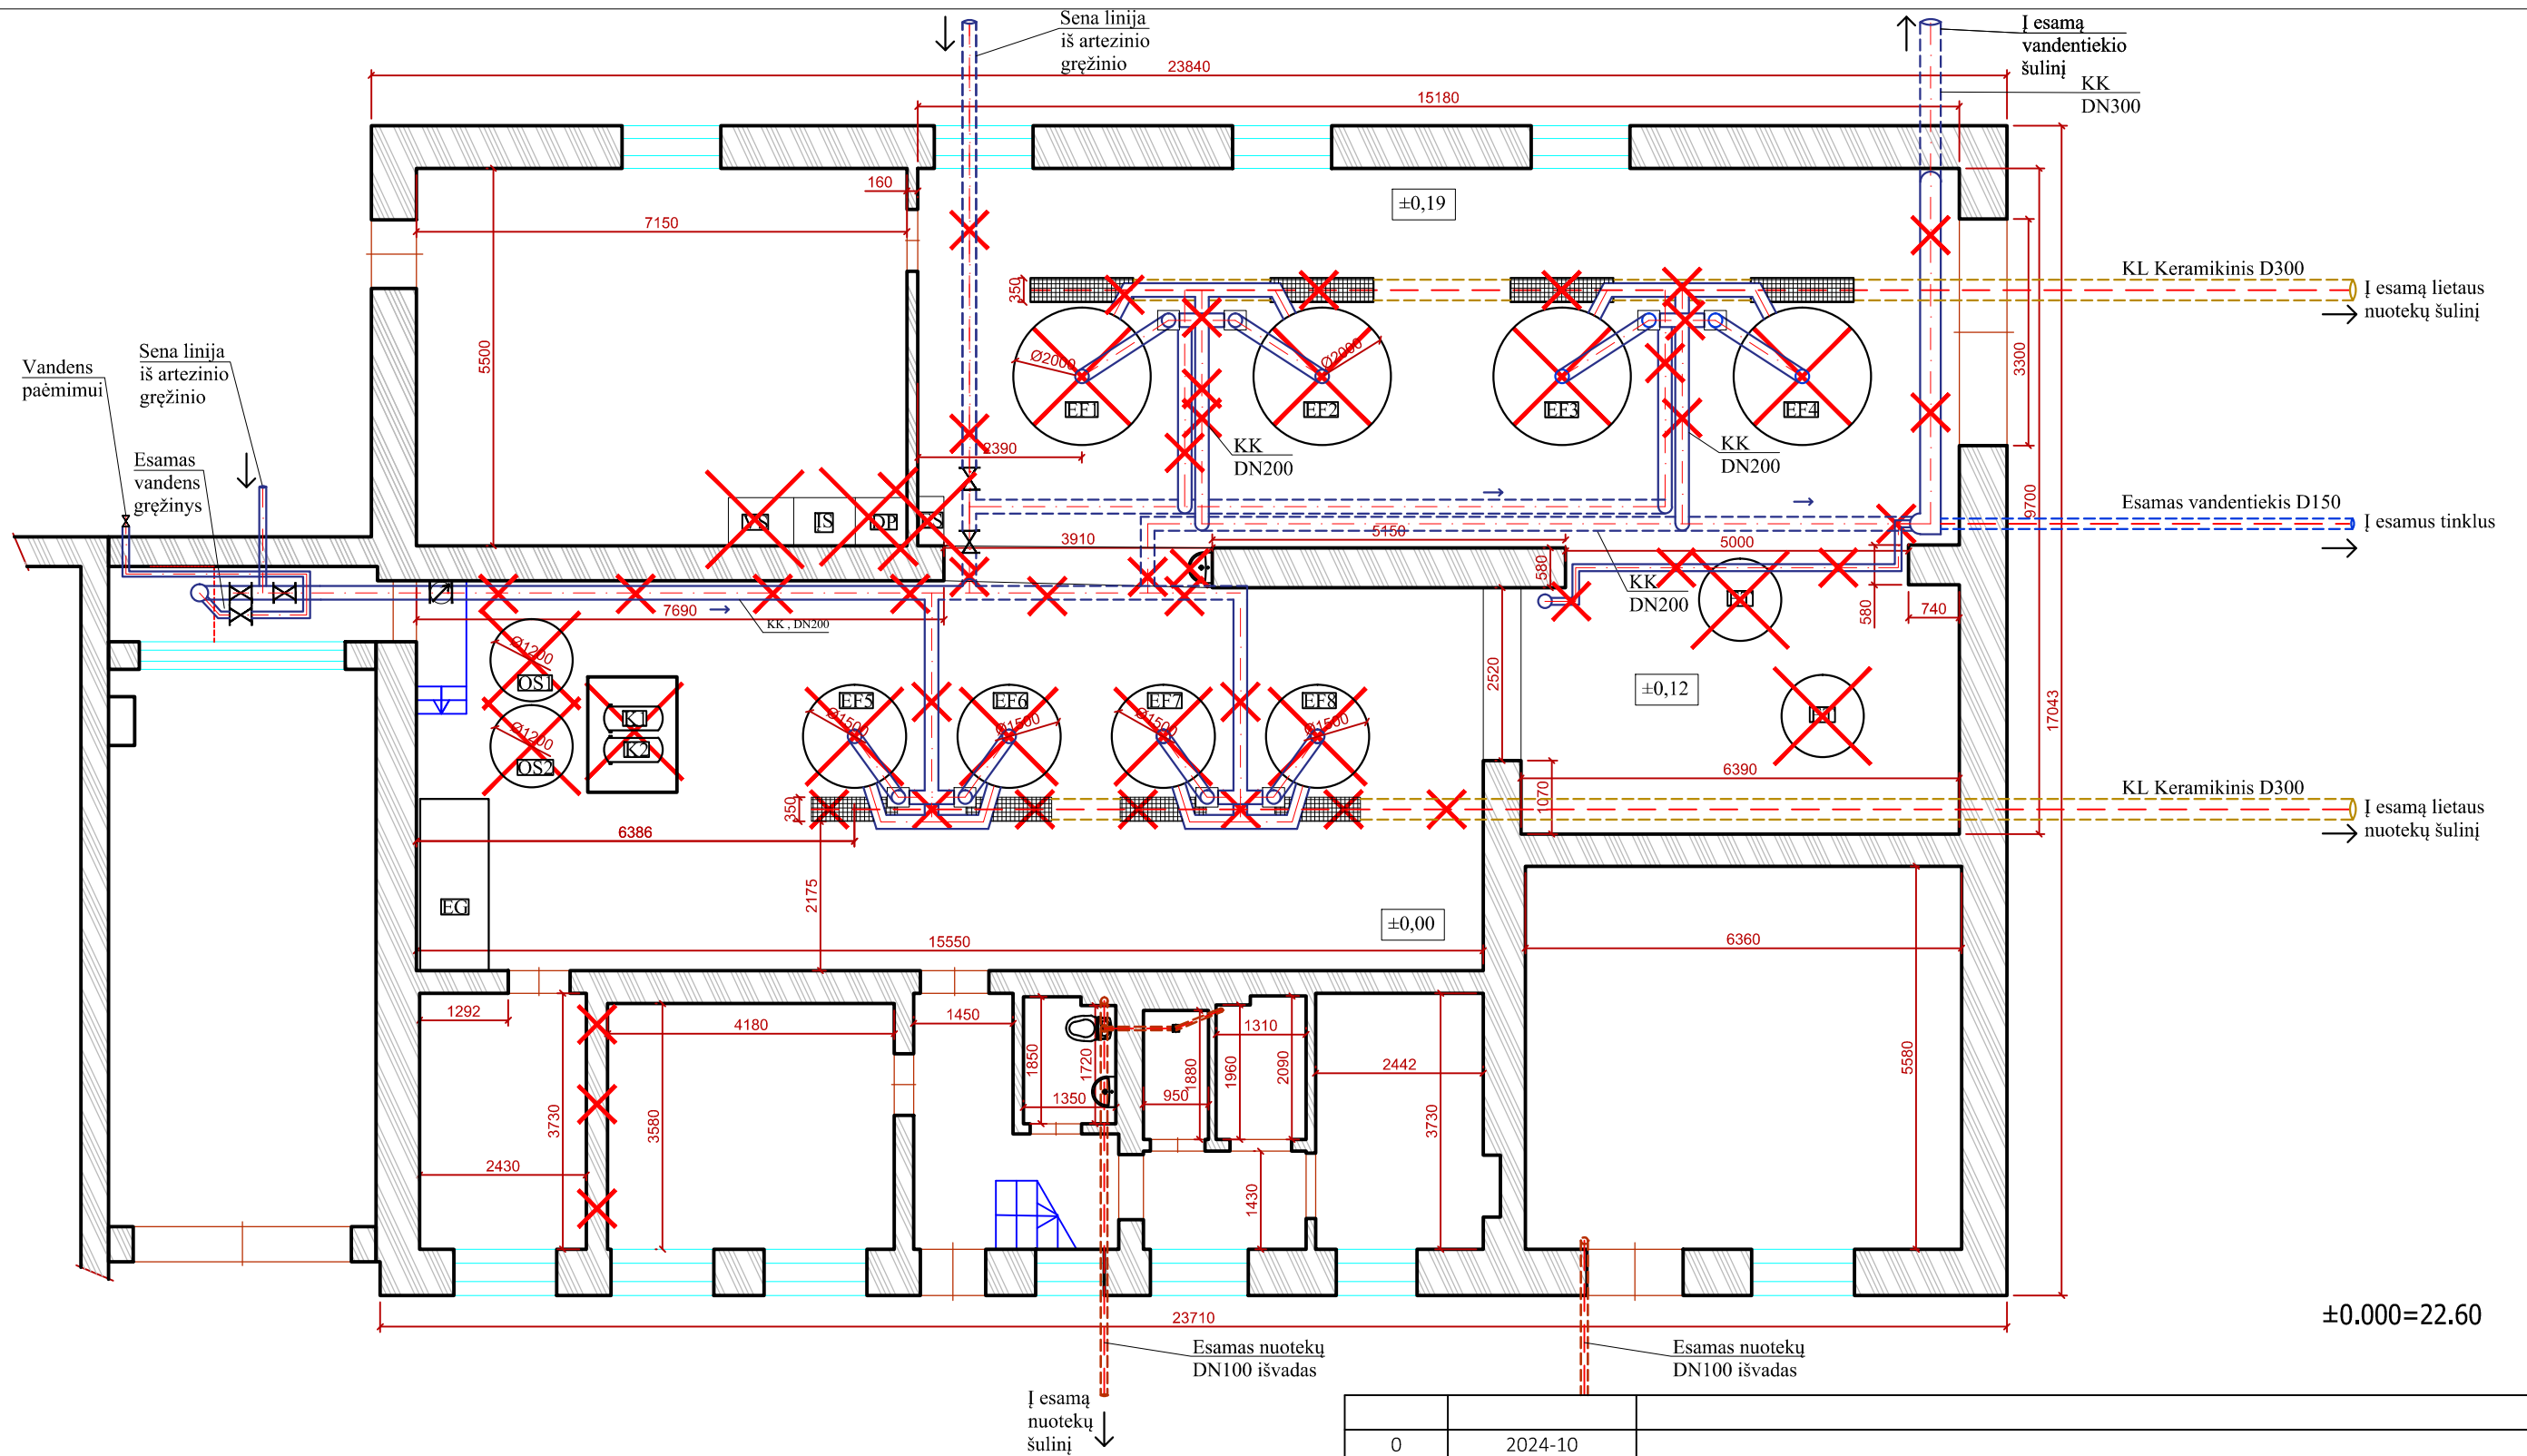 Sena linija
iš artezinio
gręžinio
Į esamą
vandentiekio
šulinį
KK
DN300
23840
15180
160
7150
±0,19
350
KL Keramikinis D300
Į esamą lietaus
nuotekų šulinį
5500
3300
Vandens
paėmimui
Sena linija
iš artezinio
gręžinio
Esamas
vandens
gręžinys
Ø2000
Ø2000
EF1
EF2
EF3
EF4
2390
KK
DN200
KK
DN200
9700
Esamas vandentiekis D150
Į esamus tinklus
IS
DP
3910
5150
5000
580
KK
DN200
580
740
7690
KK , DN200
Ø1200
OS1
Ø1200
OS2
K1
K2
EF5
EF6
EF7
EF8
Ø1500
Ø1500
Ø1500
Ø1500
2520
±0,12
17043
6390
1070
350
KL Keramikinis D300
Į esamą lietaus
nuotekų šulinį
6386
2175
EG
±0,00
15550
6360
1292
4180
1450
1850
1720
1350
1880
950
1310
1960
2090
2442
5580
3730
3580
2430
3730
1430
23710
±0.000=22.60
Esamas nuotekų
DN100 išvadas
Esamas nuotekų
DN100 išvadas
Į esamą
nuotekų
šulinį
0
2024-10